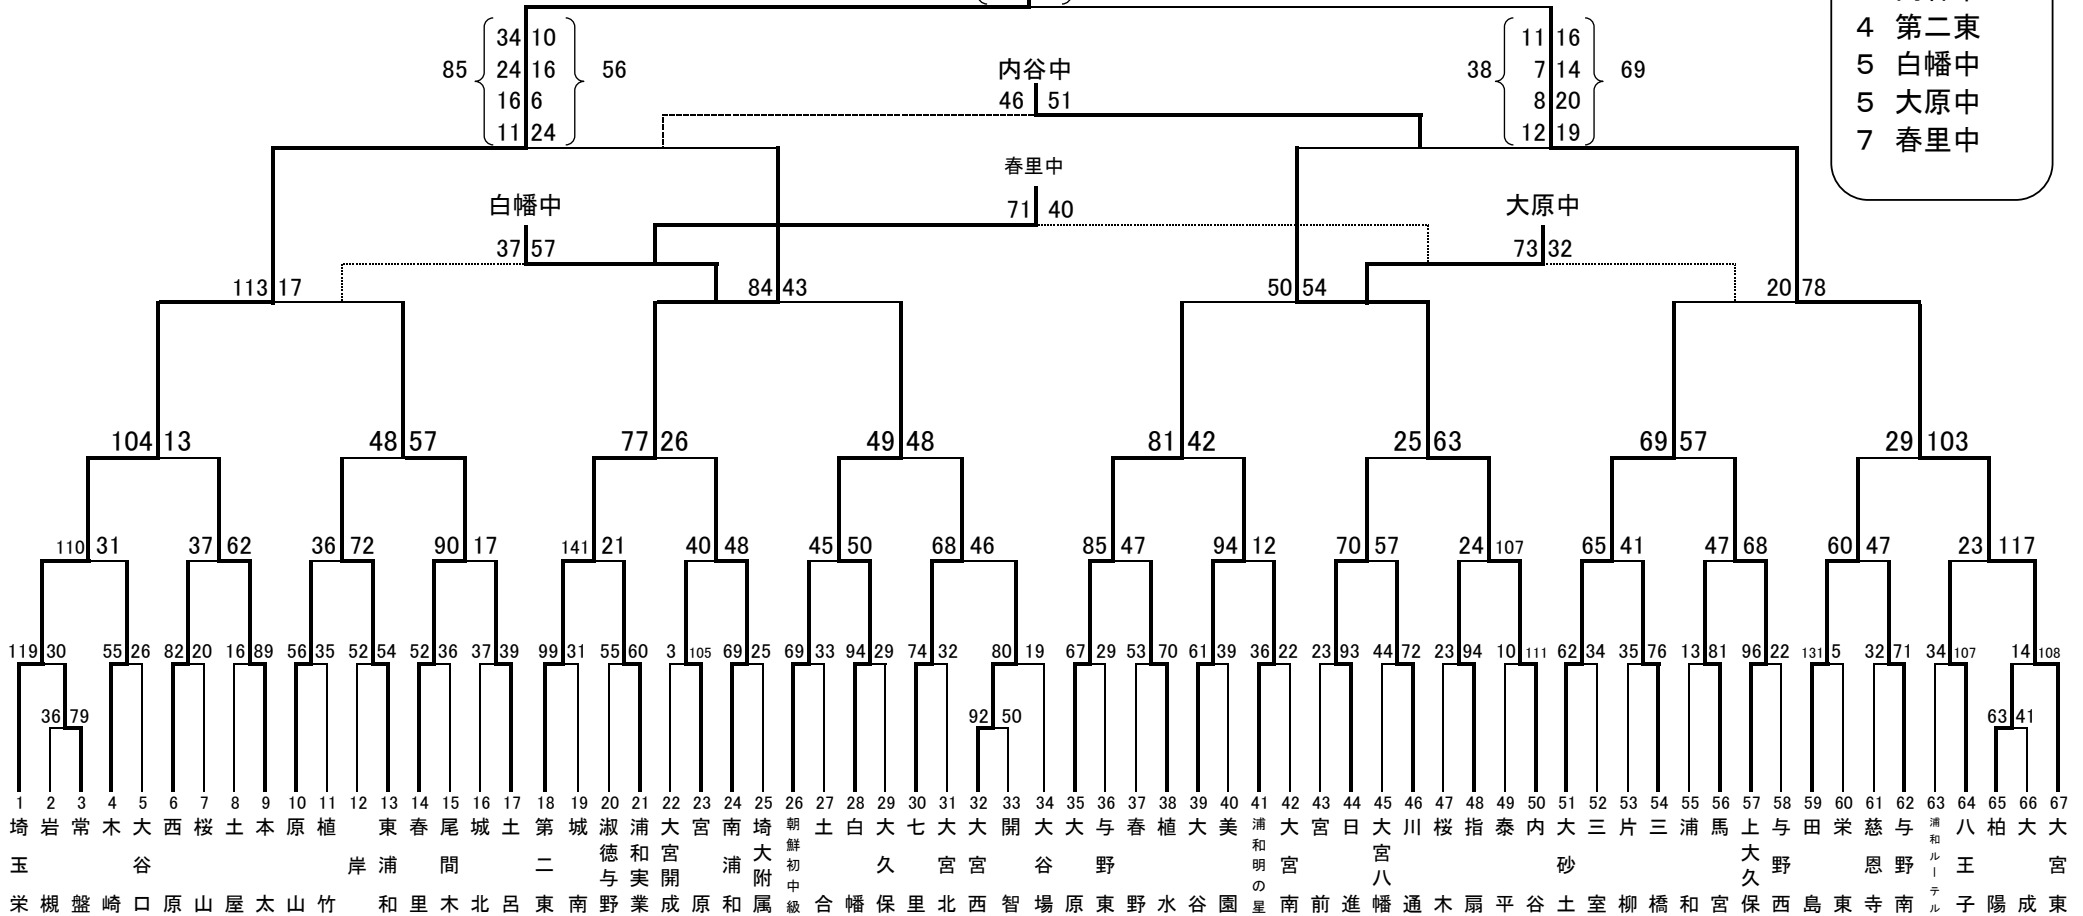 4 第二東
5 白幡中
5 大原中
7 春里中
34 10
85 24 16 56
16 6
11 24
11 16
38 7 14 69
8 20
12 19
内谷中
46 51
春里中
71 40
白幡中
37 57
大原中
73 32
113 17 84 43 50 54 20 78
104 13 48 57 77 26 49 48 81 42 25 63 69 57 29 103
110 31 37 62 36 72 90 17 141 21 40 48 45 50 68 46 85 47 94 12 70 57 24 107 65 41 47 68 60 47 23 117
119 30 55 26 82 20 16 89 56 35 52 54 52 36 37 39 99 31 55 60 3 105 69 25 69 33 94 29 74 32 80 19 67 29 53 70 61 39 36 22 23 93 44 72 23 94 10 111 62 34 35 76 13 81 96 22 131 5 32 71 34 107 14 108
36 79 92 50 63 41
1 埼玉栄
2 岩槻
3 常盤
4 木崎
5 大谷口
6 西原
7 桜山
8 土屋
9 本太
10 原山
11 植竹
12 岸
13 東浦和
14 春里
15 尾間木
16 城北
17 土呂
18 第二東
19 城南
20 淑徳与野
21 浦和実業
22 大宮開成
23 宮原
24 南浦和
25 埼大附属
26 朝鮮初中級
27 土合
28 白幡
29 大久保
30 七里
31 大宮北
32 大宮西
33 開智
34 大谷場
35 大原
36 与野東
37 春野
38 植水
39 大谷
40 美園
41 浦和明の星
42 大宮南
43 宮前
44 日進
45 大宮八幡
46 川通
47 桜木
48 指扇
49 泰平
50 内谷
51 大砂土
52 三室
53 片柳
54 三橋
55 浦和
56 馬宮
57 上大久保
58 与野西
59 田島
60 栄東
61 慈恩寺
62 与野南
63 浦和ルーテル
64 八王子
65 柏陽
66 大成
67 大宮東